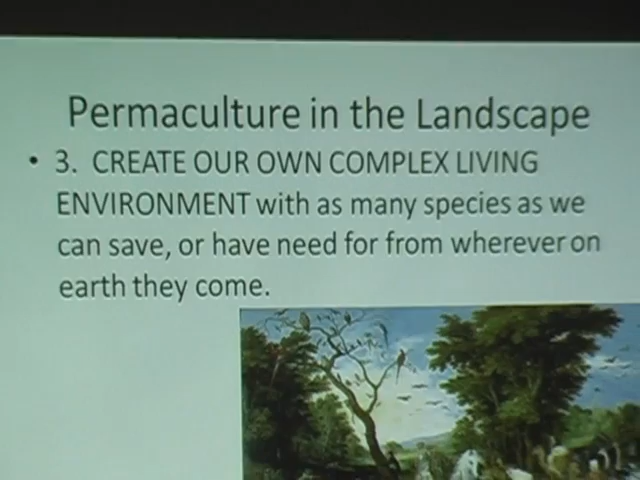 Permaculture in the Landscape
• 3. CREATE OUR OWN COMPLEX LIVING
ENVIRONMENT with as many species as we
can save, or have need for from wherever on
earth they come.